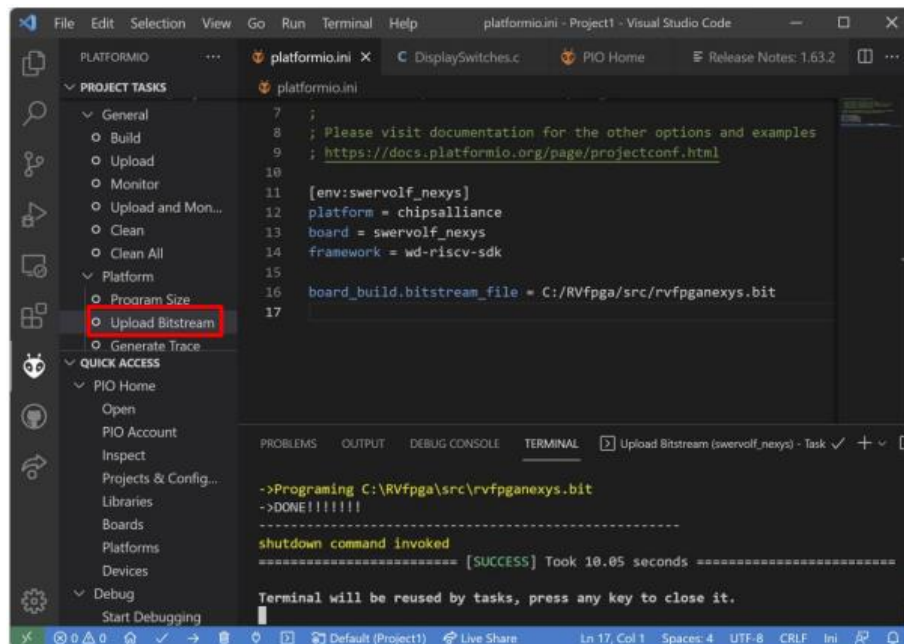 File Edit Selection View Go Run Terminal Help platformio.ini - Project1 - Visual Studio Code
PLATFORMIO
PROJECT TASKS
General
Build
Upload
Monitor
Upload and Mon...
Clean
Clean All
Platform
Program Size
Upload Bitstream
Generate Trace
QUICK ACCESS
PIO Home
Open
PIO Account
Inspect
Projects & Config...
Libraries
Boards
Platforms
Devices
Debug
Start Debugging
platformio.ini C DisplaySwitches.c PIO Home Release Notes: 1.63.2
platformio.ini
7 ;
8 ; Please visit documentation for the other options and examples
9 ; https://docs.platformio.org/page/projectconf.html
10
11 [env:swervolf_nexys]
12 platform = chipsalliance
13 board = swervolf_nexys
14 framework = wd-riscv-sdk
15
16 board_build.bitstream_file = C:/RVfpga/src/rvfpganexys.bit
17
PROBLEMS OUTPUT DEBUG CONSOLE TERMINAL Upload Bitstream (swervolf_nexys) - Task
->Programing C:\RVfpga\src\rvfpganexys.bit
->DONE!!!!!!!
shutdown command invoked
[SUCCESS] Took 10.05 seconds
Terminal will be reused by tasks, press any key to close it.
0 0 Default (Project1) Live Share Ln 17, Col 1 Spaces: 4 UTF-8 CRLF Ini